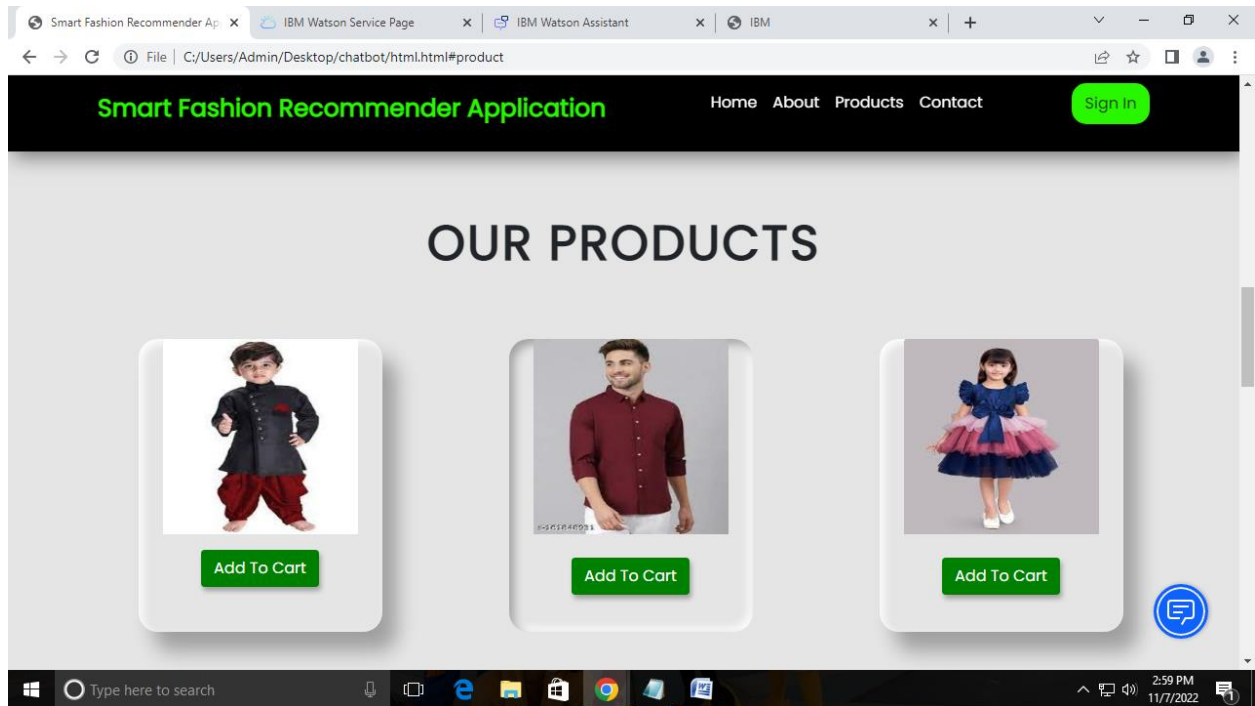 Smart Fashion Recommender Ap
IBM Watson Service Page
IBM Watson Assistant
IBM
File | C:/Users/Admin/Desktop/chatbot/html.html#product
Smart Fashion Recommender Application
Home About Products Contact
Sign In
OUR PRODUCTS
Add To Cart
Add To Cart
Add To Cart
Type here to search
2:59 PM
11/7/2022
1